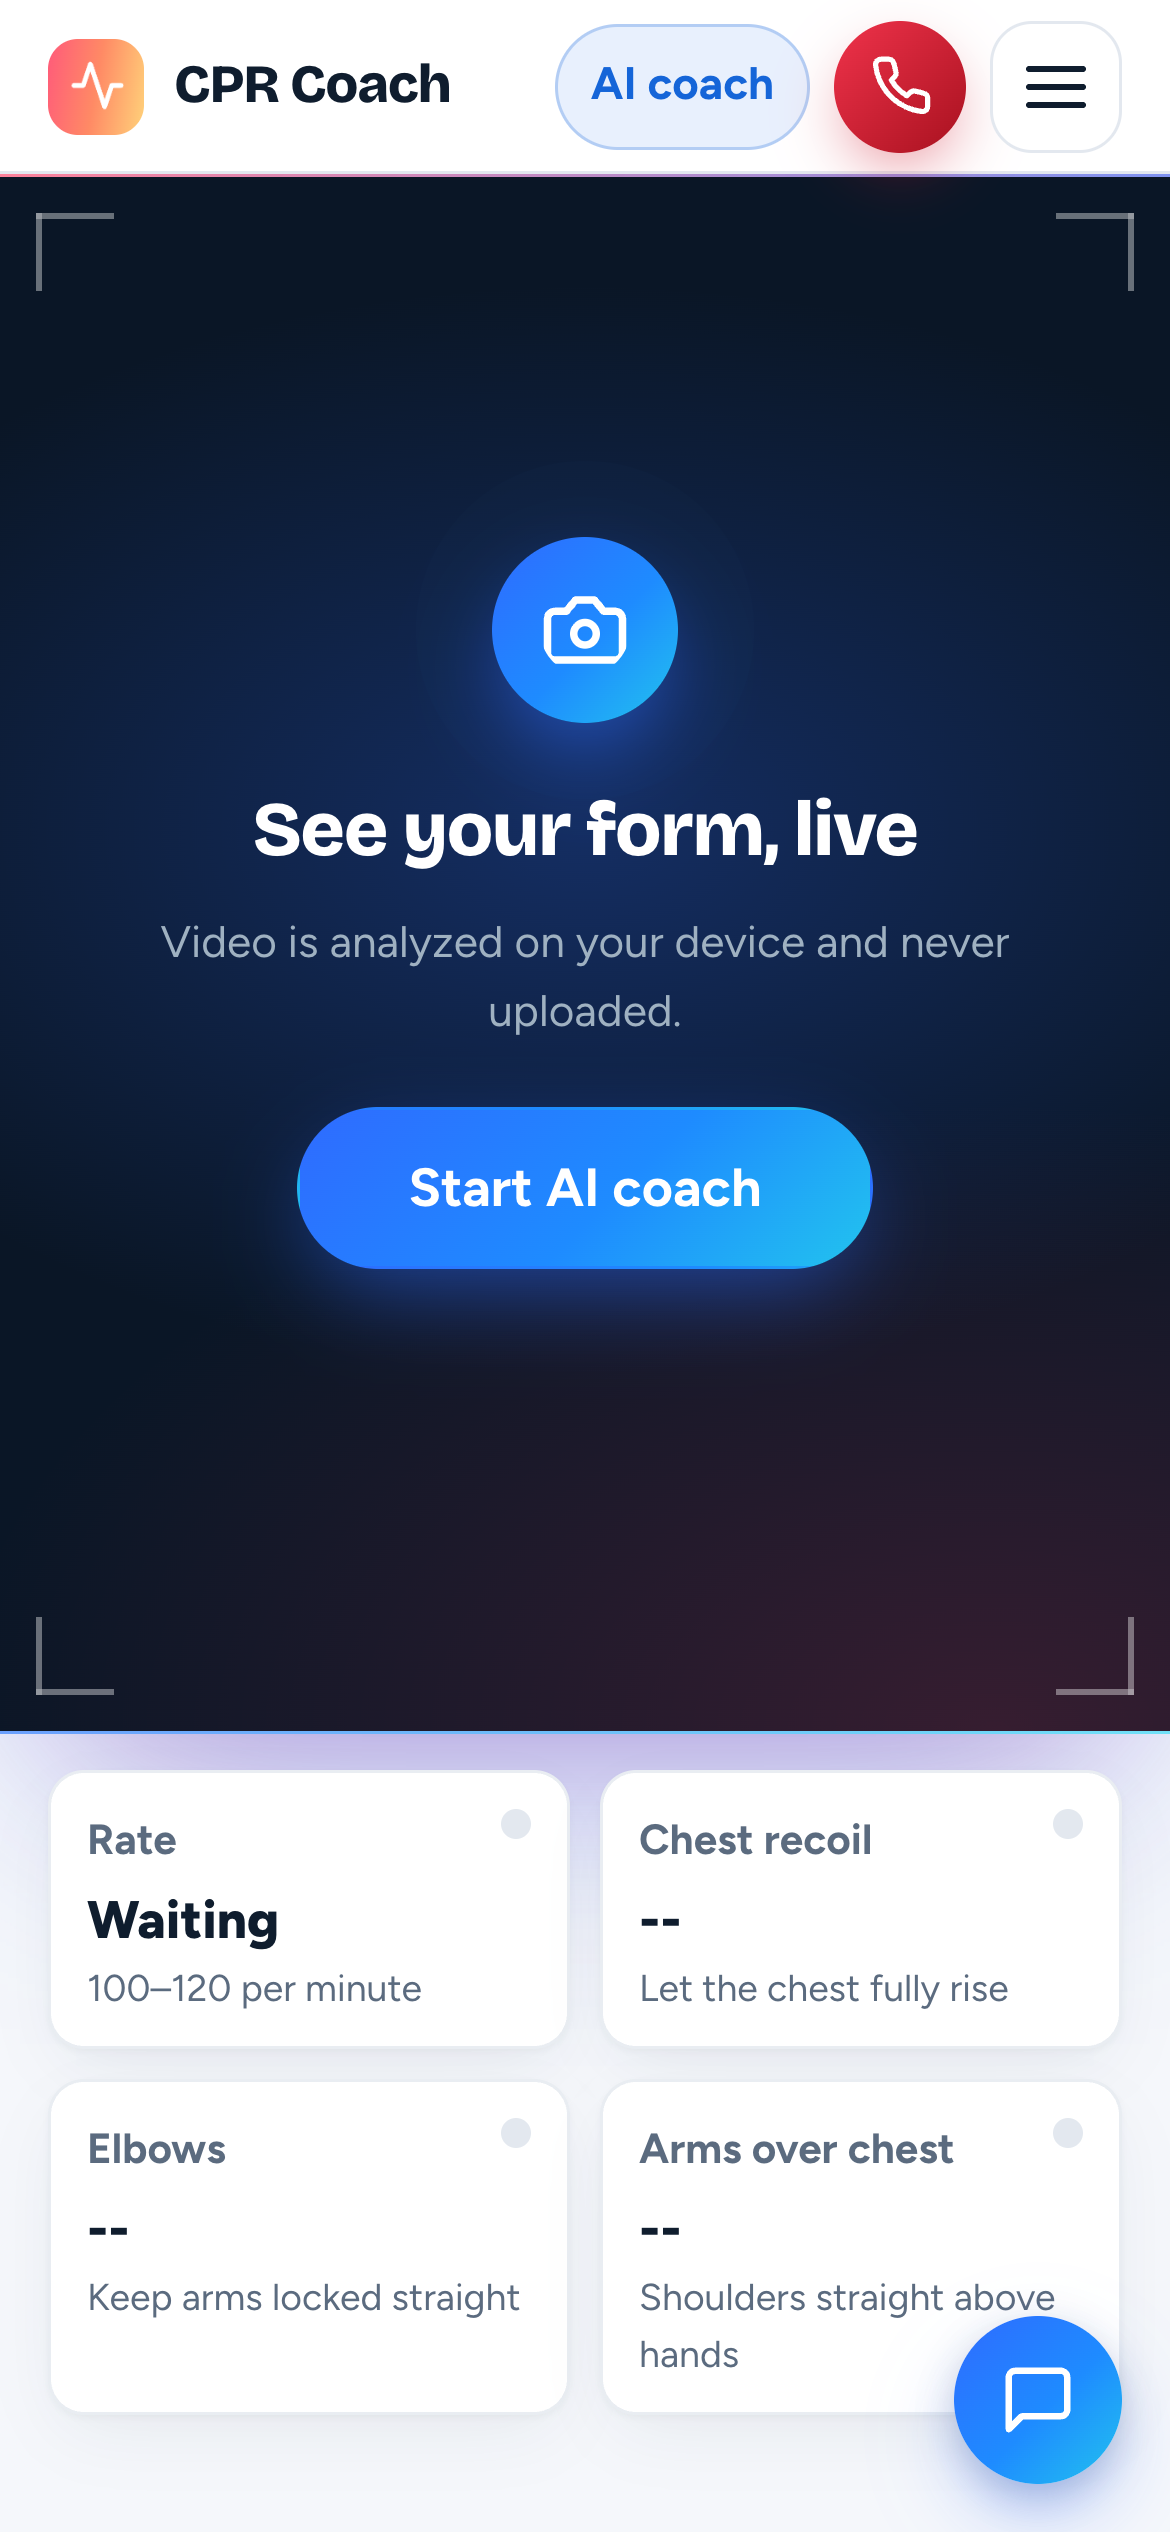 CPR Coach
AI coach
See your form, live
Video is analyzed on your device and never
uploaded.
Start AI coach
Rate
Waiting
100–120 per minute
Chest recoil
--
Let the chest fully rise
Elbows
--
Keep arms locked straight
Arms over chest
--
Shoulders straight above
hands